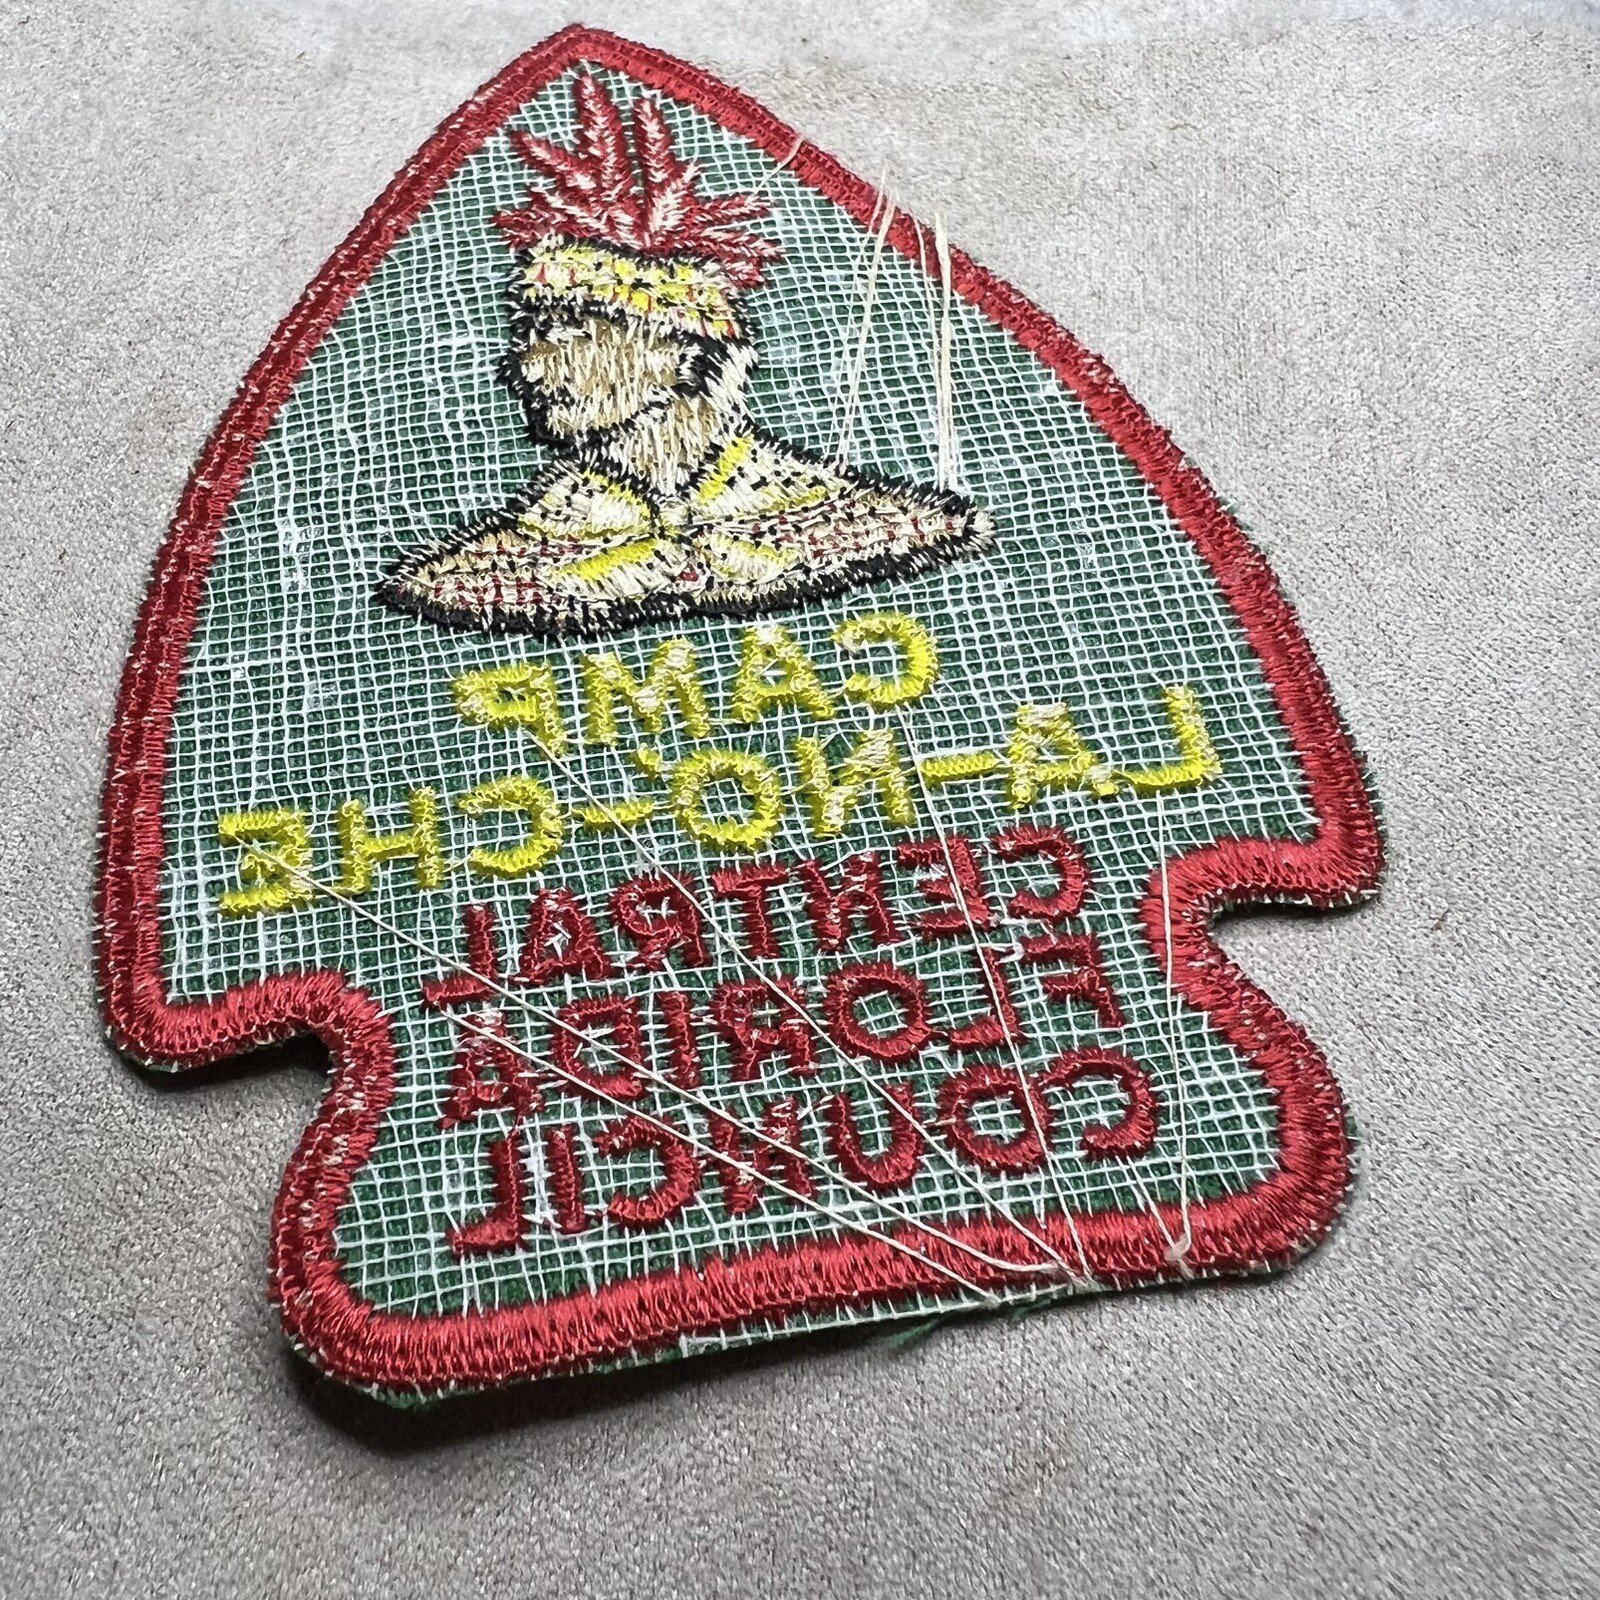 CAMP
LA-NO-CHE
CENTRAL
FLORIDA
COUNCIL